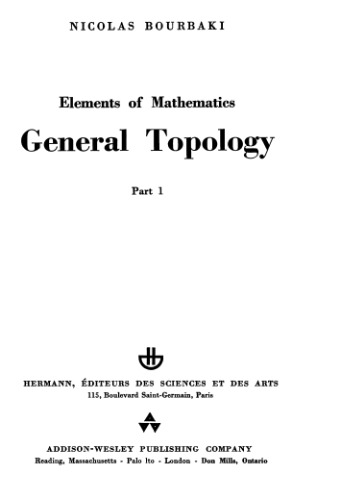 NICOLAS BOURBAKI
Elements of Mathematics
General Topology
Part 1
HERMANN, ÉDITEURS DES SCIENCES ET DES ARTS
115, Boulevard Saint-Germain, Paris
ADDISON-WESLEY PUBLISHING COMPANY
Reading, Massachusetts - Palo lto - London - Don Mills, Ontario